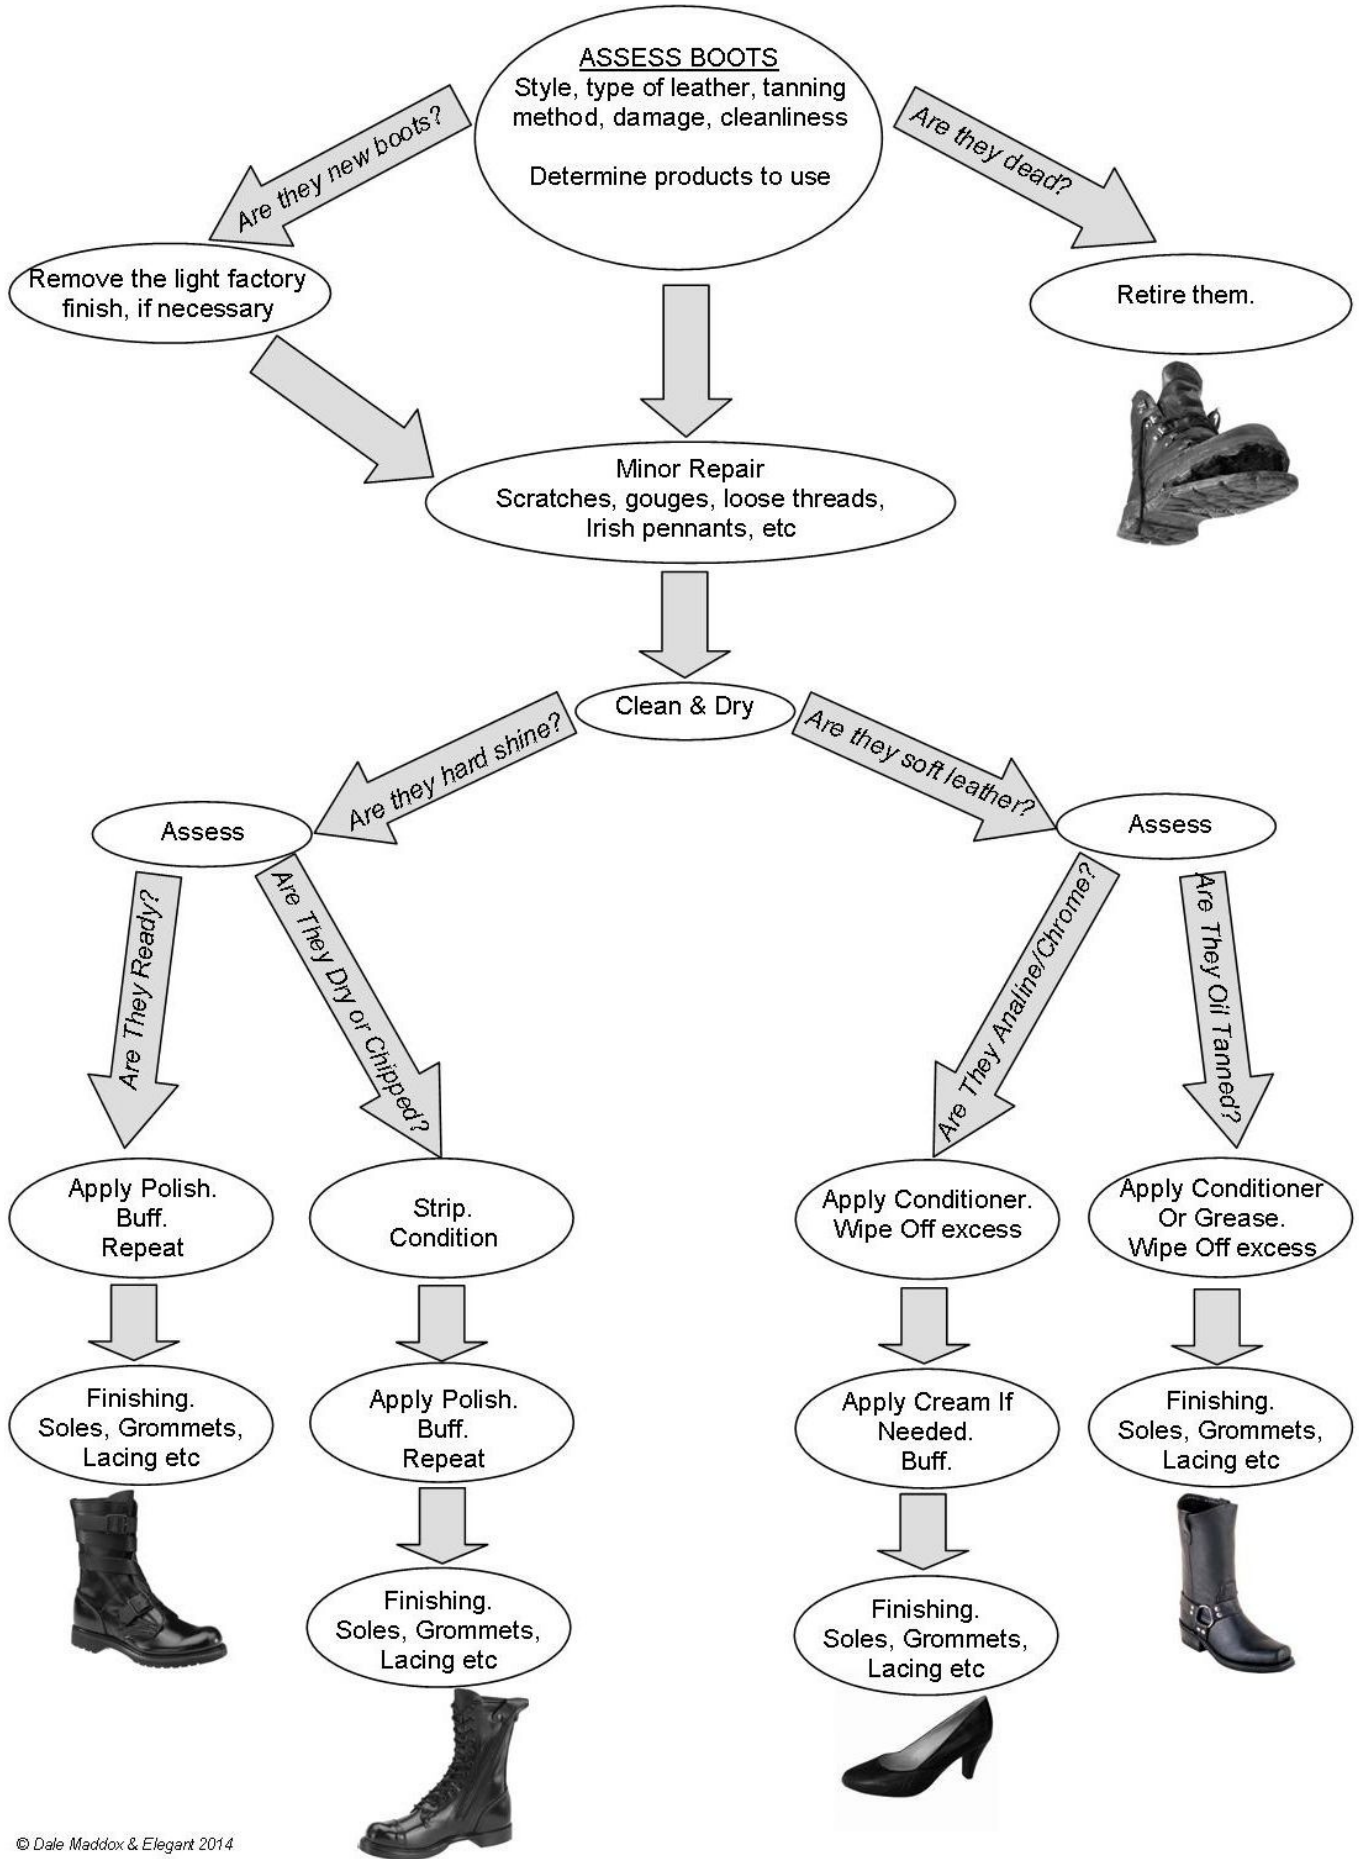 ASSESS BOOTS
Style, type of leather, tanning
method, damage, cleanliness
Determine products to use
Are they new boots?
Are they dead?
Remove the light factory
finish, if necessary
Retire them.
Minor Repair
Scratches, gouges, loose threads,
Irish pennants, etc
Clean & Dry
Are they hard shine?
Are they soft leather?
Assess
Assess
Are They Ready?
Are They Dry or Chipped?
Are They Analine/Chrome?
Are They Oil Tanned?
Apply Polish.
Buff.
Repeat
Strip.
Condition
Apply Conditioner.
Wipe Off excess
Apply Conditioner
Or Grease.
Wipe Off excess
Finishing.
Soles, Grommets,
Lacing etc
Apply Polish.
Buff.
Repeat
Apply Cream If
Needed.
Buff.
Finishing.
Soles, Grommets,
Lacing etc
Finishing.
Soles, Grommets,
Lacing etc
Finishing.
Soles, Grommets,
Lacing etc
© Dale Maddox & Elegant 2014